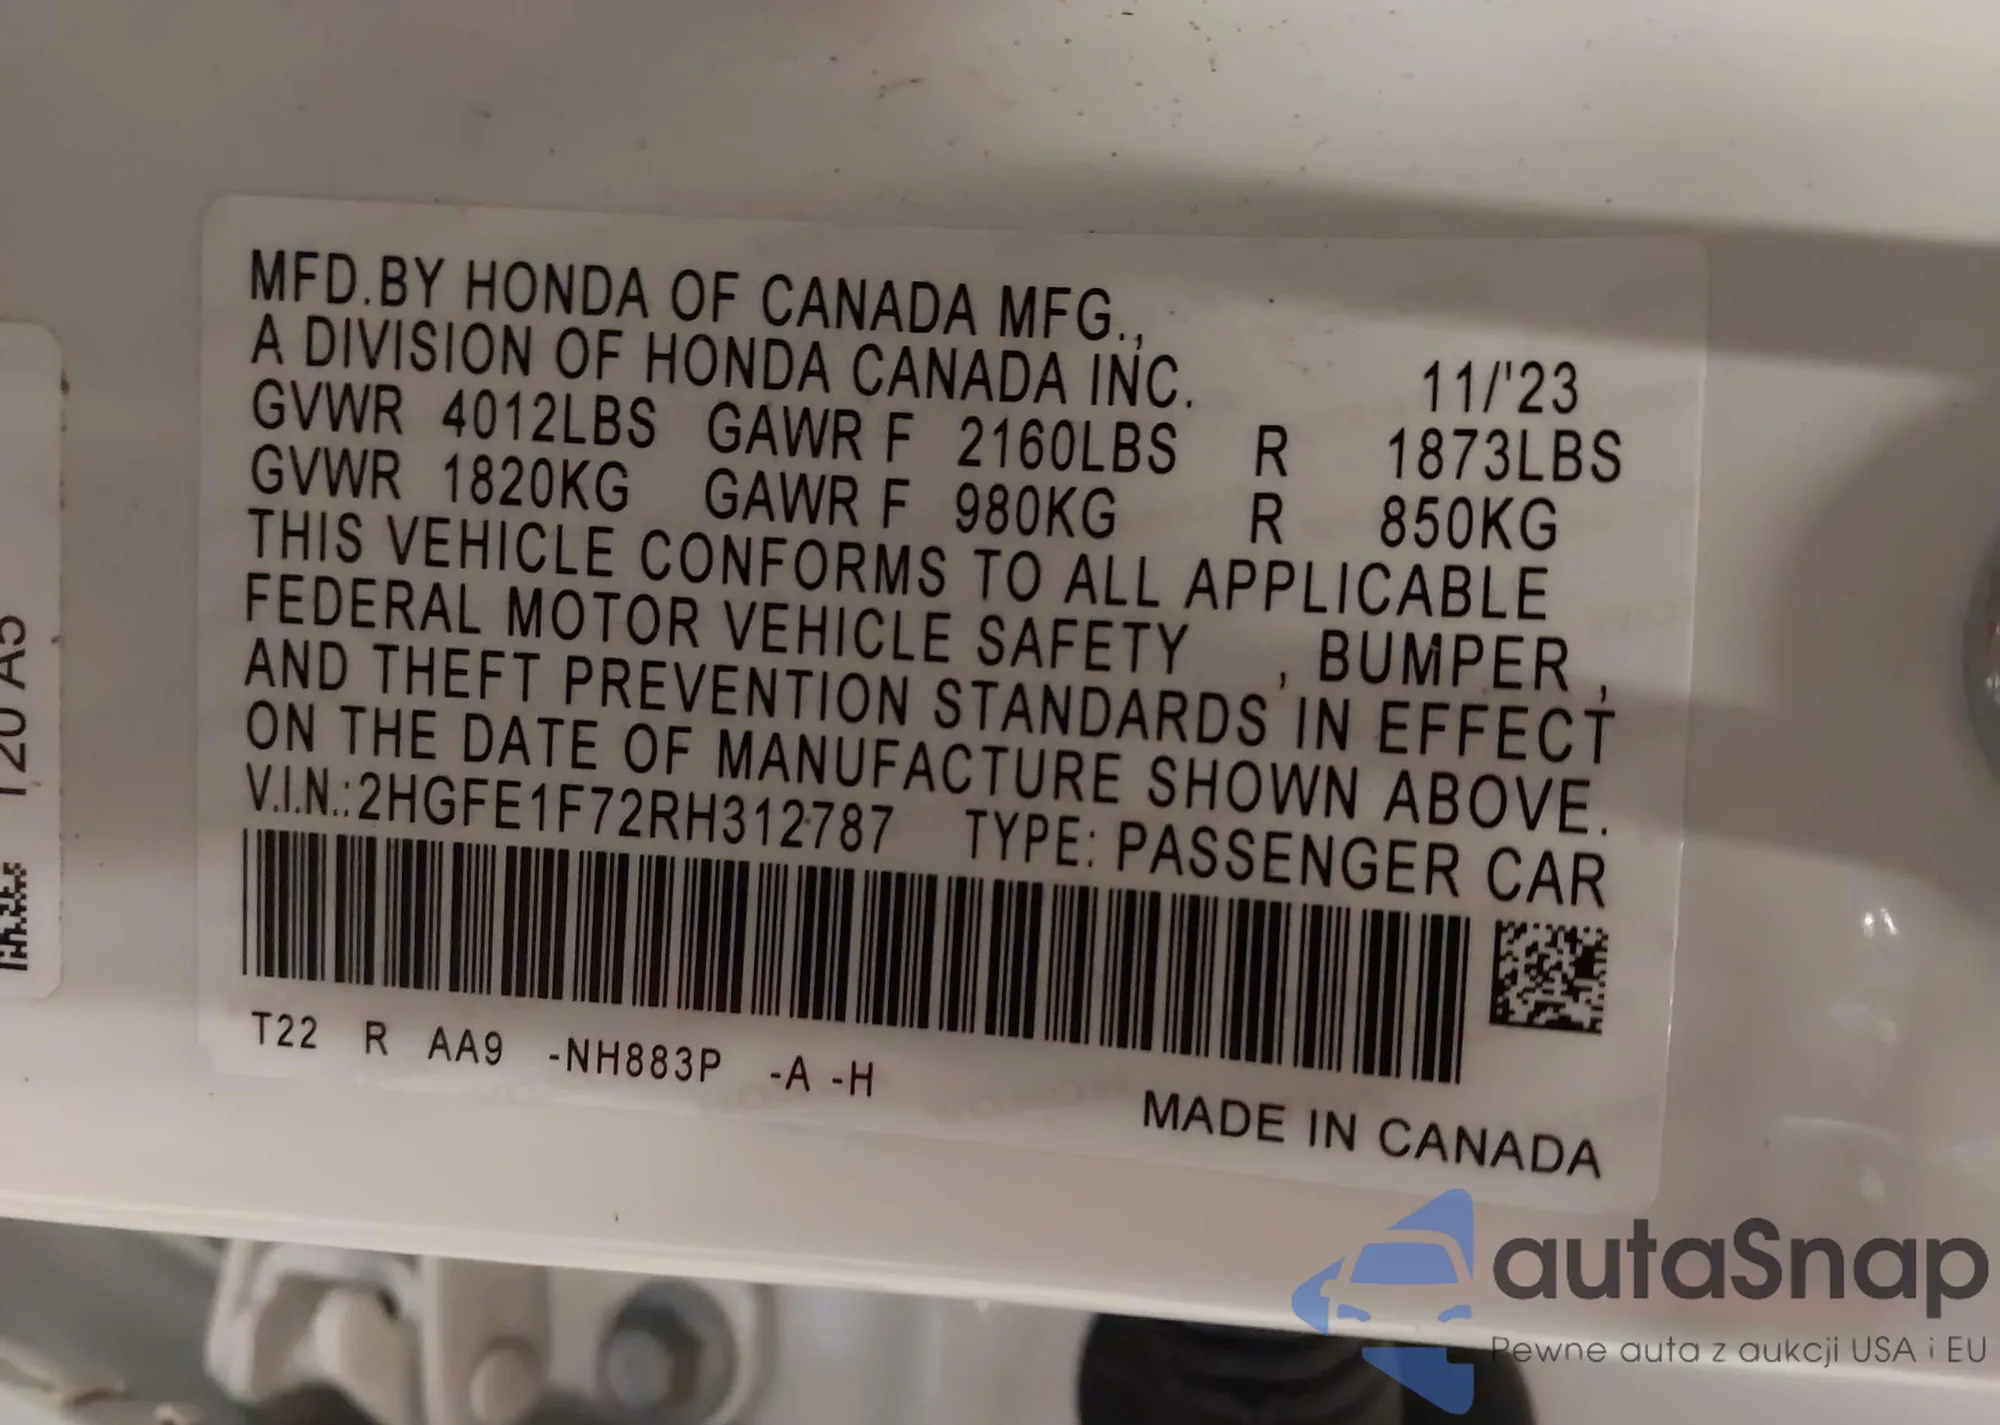 MFD.BY HONDA OF CANADA MFG.,
A DIVISION OF HONDA CANADA INC. 11/'23
GVWR 4012LBS GAWR F 2160LBS R 1873LBS
GVWR 1820KG GAWR F 980KG R 850KG
THIS VEHICLE CONFORMS TO ALL APPLICABLE
FEDERAL MOTOR VEHICLE SAFETY , BUMPER ,
AND THEFT PREVENTION STANDARDS IN EFFECT
ON THE DATE OF MANUFACTURE SHOWN ABOVE.
V.I.N.:2HGFE1F72RH312787 TYPE: PASSENGER CAR
T22 R AA9 -NH883P -A -H
MADE IN CANADA
T20 A5
autaSnap
Pewne auta z aukcji USA i EU